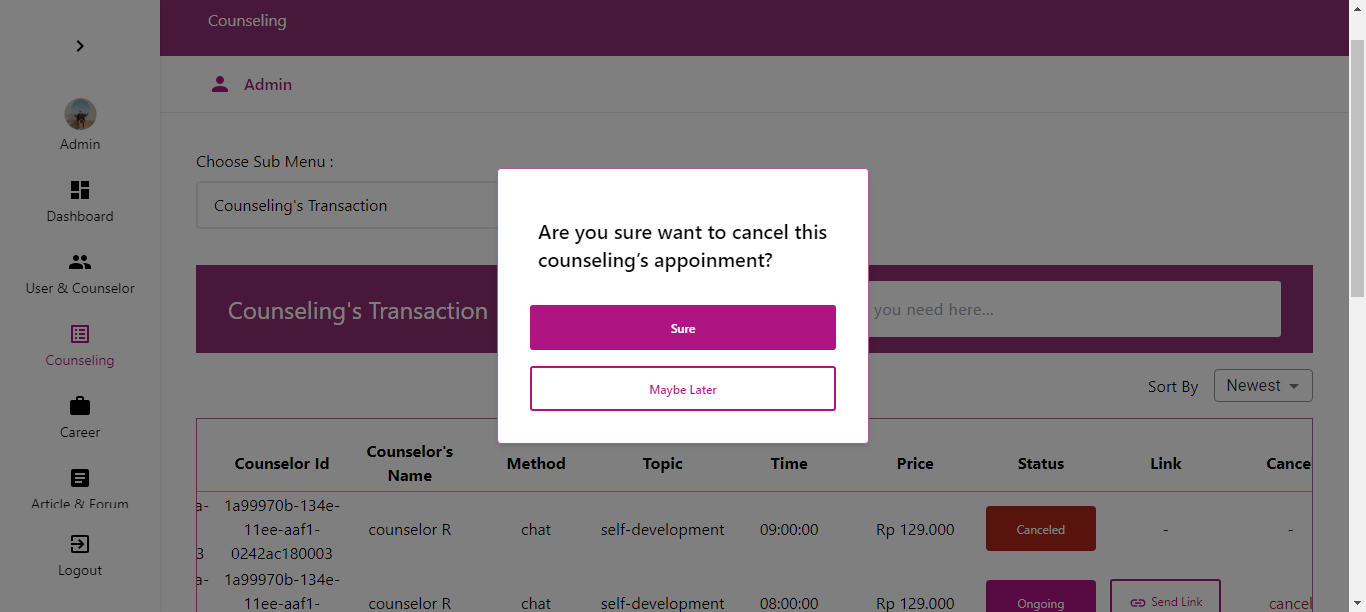 Counseling
Admin
Admin
Dashboard
User & Counselor
Counseling
Career
Article & Forum
Logout
Choose Sub Menu :
Counseling's Transaction
Are you sure want to cancel this
counseling's appoinment?
Sure
Maybe Later
Counseling's Transaction
you need here...
Sort By Newest
Counselor Id Counselor's Name Method Topic Time Price Status Link Cance
a- 1a99970b-134e-
11ee-aaf1- counselor R chat self-development 09:00:00 Rp 129.000 Canceled - -
3 0242ac180003
a- 1a99970b-134e-
11ee-aaf1- counselor R chat self-development 08:00:00 Rp 129.000 Ongoing Send Link cancel